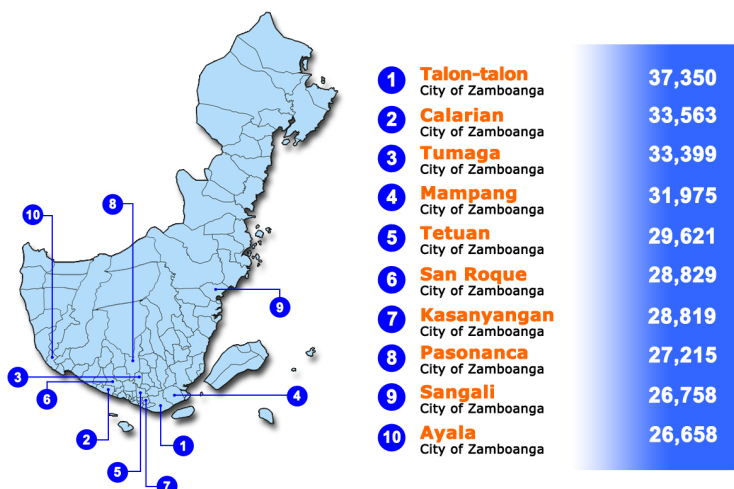 1 Talon-talon 37,350
City of Zamboanga
2 Calarian 33,563
City of Zamboanga
3 Tumaga 33,399
City of Zamboanga
4 Mampang 31,975
City of Zamboanga
5 Tetuan 29,621
City of Zamboanga
6 San Roque 28,829
City of Zamboanga
7 Kasanyangan 28,819
City of Zamboanga
8 Pasonanca 27,215
City of Zamboanga
9 Sangali 26,758
City of Zamboanga
10 Ayala 26,658
City of Zamboanga
8
10
9
3
6
4
2
1
5
7